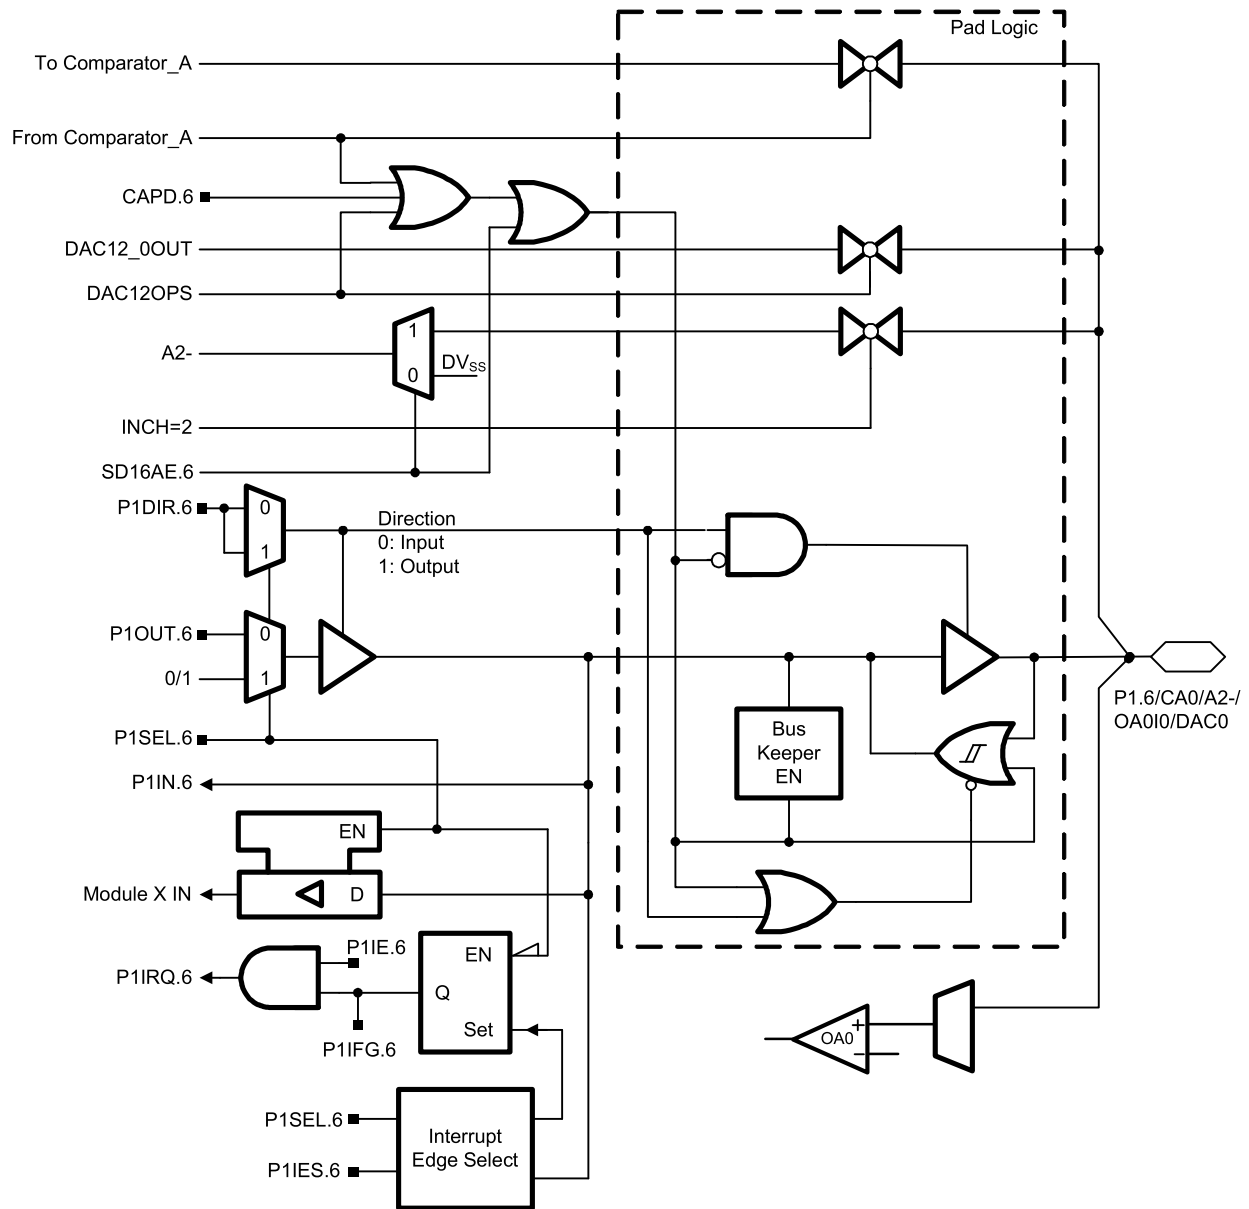 Pad Logic
To Comparator_A
From Comparator_A
CAPD.6
DAC12_0OUT
DAC12OPS
1
A2-
0
DVSS
INCH=2
SD16AE.6
P1DIR.6
0
1
Direction
0: Input
1: Output
P1OUT.6
0
0/1
1
P1SEL.6
P1IN.6
Bus
Keeper
EN
P1.6/CA0/A2-/
OA0I0/DAC0
EN
Module X IN
D
P1IE.6
EN
P1IRQ.6
Q
Set
P1IFG.6
OA0
+
−
P1SEL.6
Interrupt
Edge Select
P1IES.6